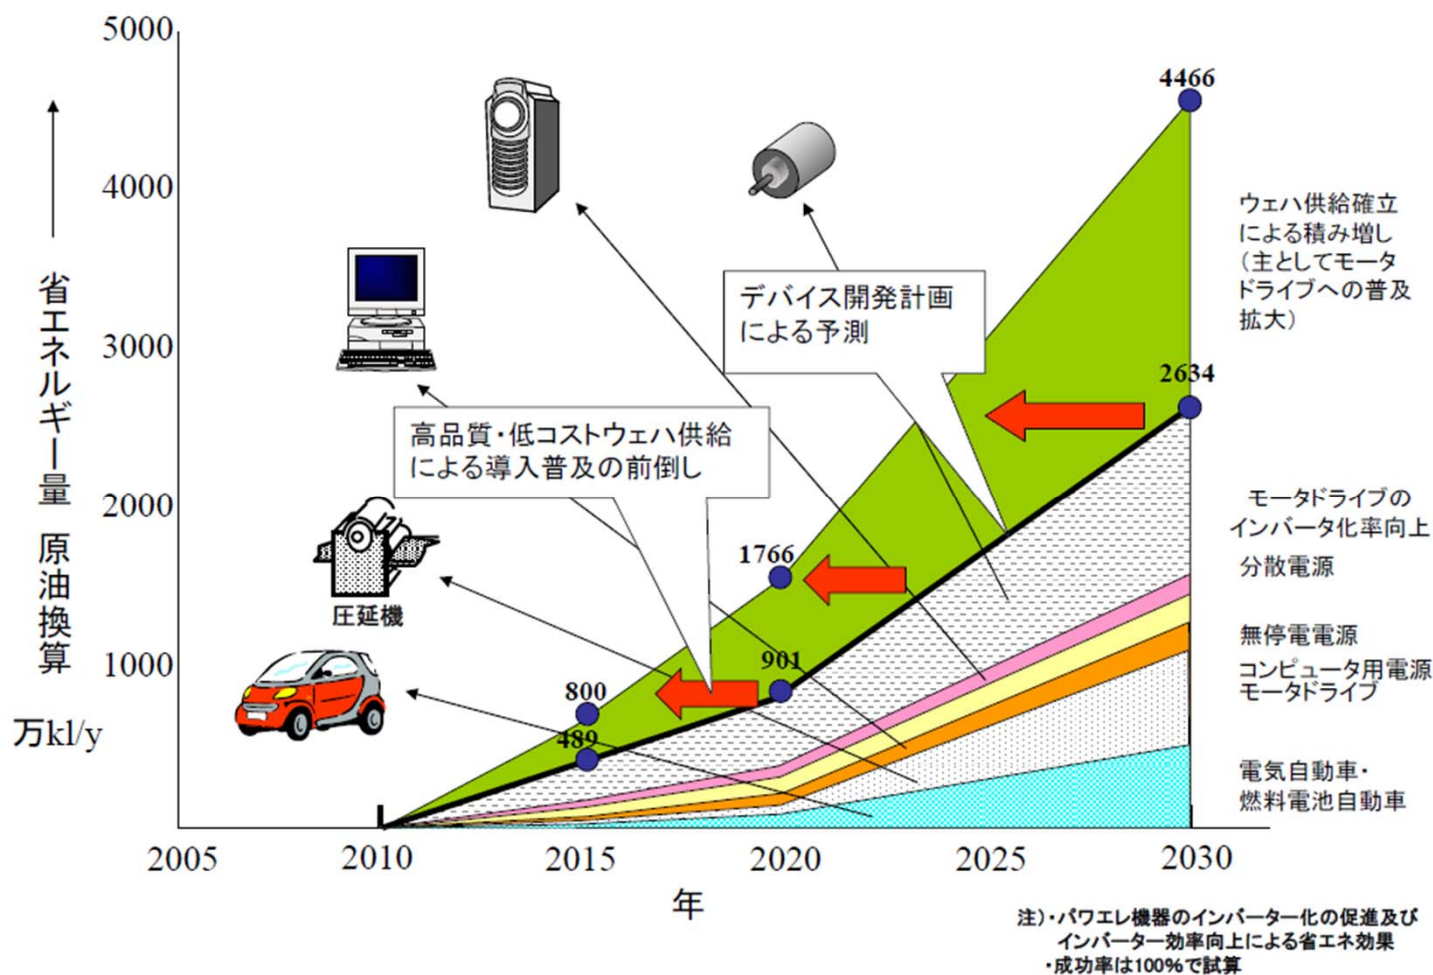 5000
4000
3000
2000
1000
省エネルギー量 原油換算
万kl/y
4466
2634
1766
901
800
489
デバイス開発計画
による予測
高品質・低コストウェハ供給
による導入普及の前倒し
圧延機
ウェハ供給確立
による積み増し
(主としてモータ
ドライブへの普及
拡大)
モータドライブの
インバータ化率向上
分散電源
無停電電源
コンピュータ用電源
モータドライブ
電気自動車・
燃料電池自動車
2005
2010
2015
2020
2025
2030
年
注)・パワエレ機器のインバーター化の促進及び
インバーター効率向上による省エネ効果
・成功率は100%で試算